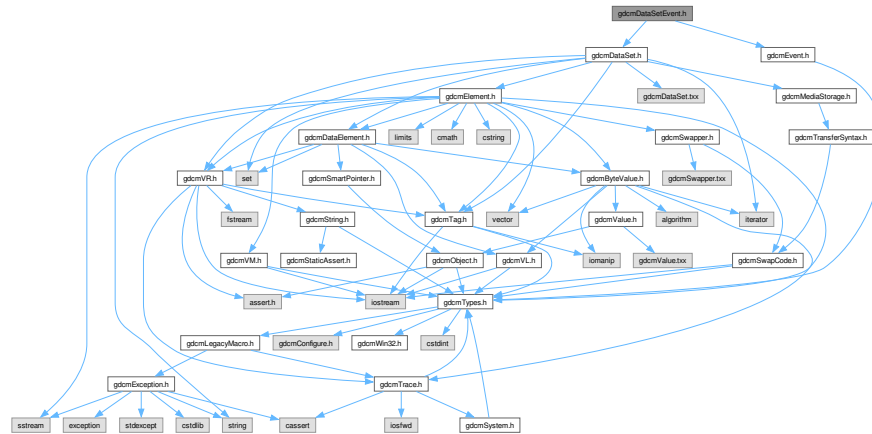 gdcmDataSetEvent.h
gdcmDataSet.h
gdcmEvent.h
gdcmElement.h
gdcmDataSet.txx
gdcmMediaStorage.h
gdcmDataElement.h
limits
cmath
cstring
gdcmSwapper.h
gdcmTransferSyntax.h
gdcmVR.h
set
gdcmSmartPointer.h
gdcmByteValue.h
gdcmSwapper.txx
fstream
gdcmString.h
gdcmTag.h
vector
gdcmValue.h
algorithm
iterator
gdcmVM.h
gdcmStaticAssert.h
gdcmObject.h
gdcmVL.h
iomanip
gdcmValue.txx
gdcmSwapCode.h
assert.h
iostream
gdcmTypes.h
gdcmLegacyMacro.h
gdcmConfigure.h
gdcmWin32.h
cstdint
gdcmException.h
gdcmTrace.h
sstream
exception
stdexcept
cstdlib
string
cassert
iosfwd
gdcmSystem.h